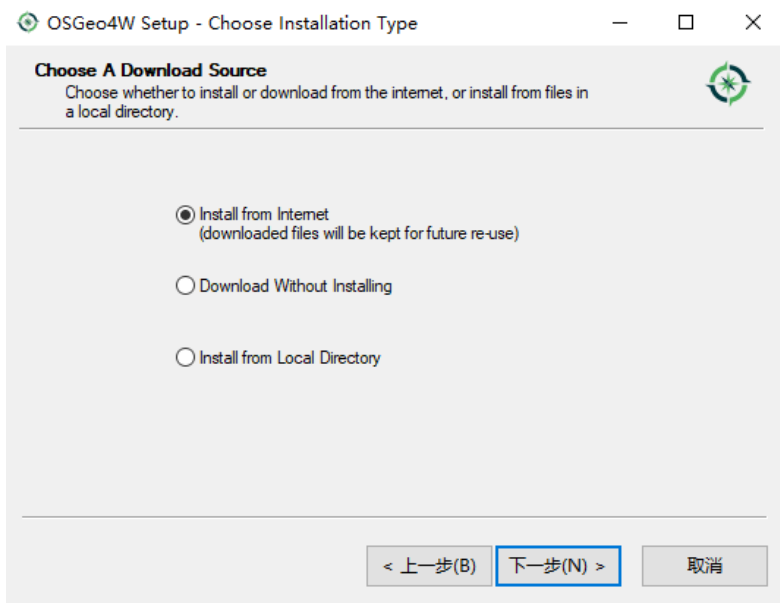 OSGeo4W Setup - Choose Installation Type
Choose A Download Source
Choose whether to install or download from the internet, or install from files in
a local directory.
Install from Internet
(downloaded files will be kept for future re-use)
Download Without Installing
Install from Local Directory
< 上一步(B)
下一步(N) >
取消